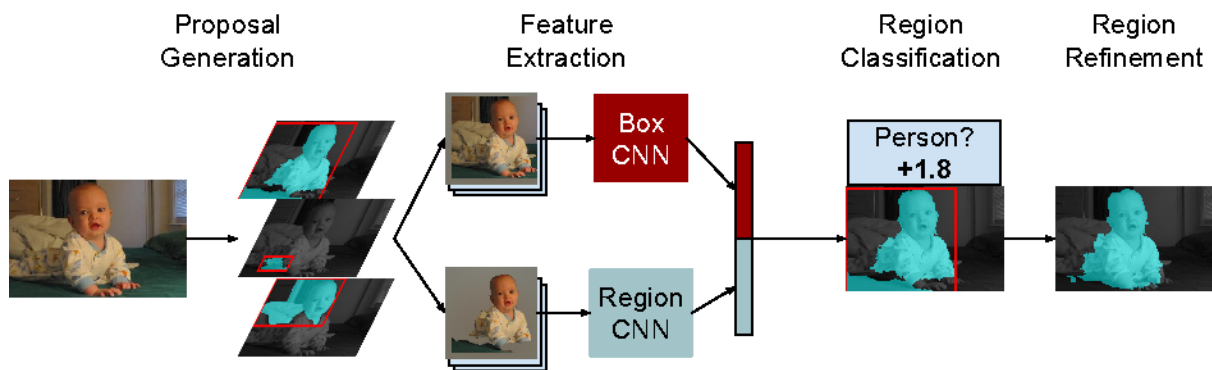 Proposal
Generation
Feature
Extraction
Region
Classification
Region
Refinement
Box
CNN
Person?
+1.8
Region
CNN